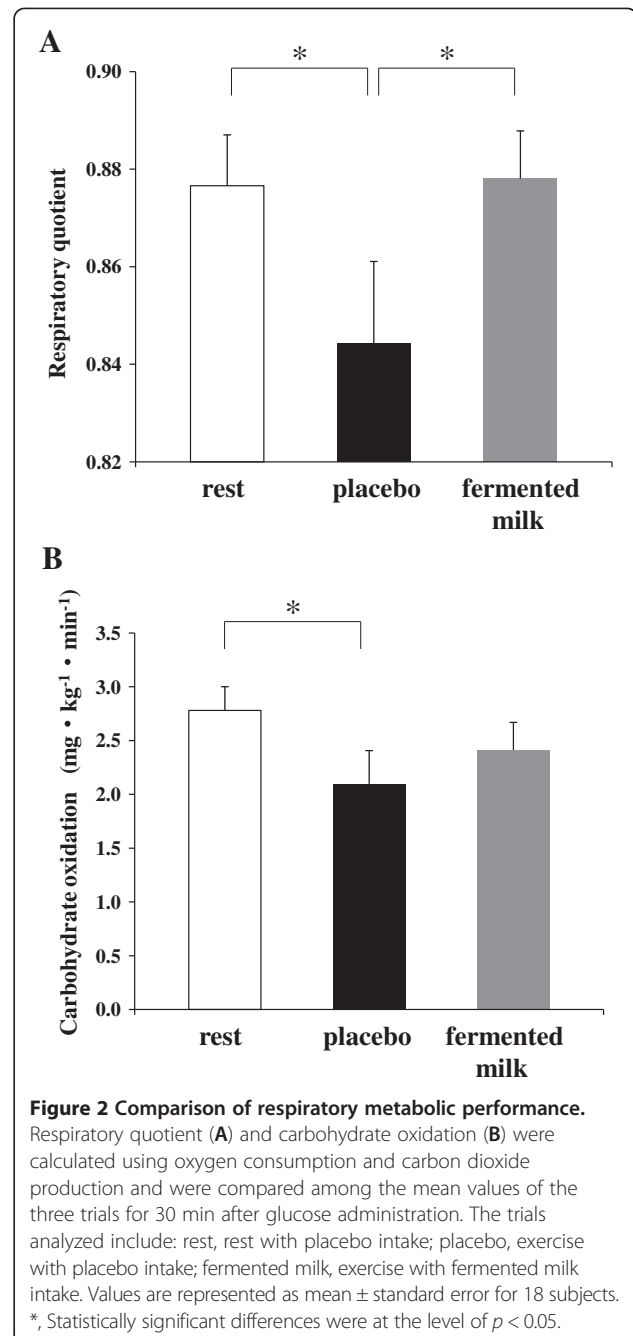 A
*
*
0.90
0.88
0.86
0.84
0.82
Respiratory quotient
rest
placebo
fermented
milk
B
*
3.5
3.0
2.5
2.0
1.5
1.0
0.5
0.0
Carbohydrate oxidation (mg • kg-1 • min-1)
rest
placebo
fermented
milk
Figure 2 Comparison of respiratory metabolic performance.
Respiratory quotient (A) and carbohydrate oxidation (B) were
calculated using oxygen consumption and carbon dioxide
production and were compared among the mean values of the
three trials for 30 min after glucose administration. The trials
analyzed include: rest, rest with placebo intake; placebo, exercise
with placebo intake; fermented milk, exercise with fermented milk
intake. Values are represented as mean ± standard error for 18 subjects.
*, Statistically significant differences were at the level of p < 0.05.